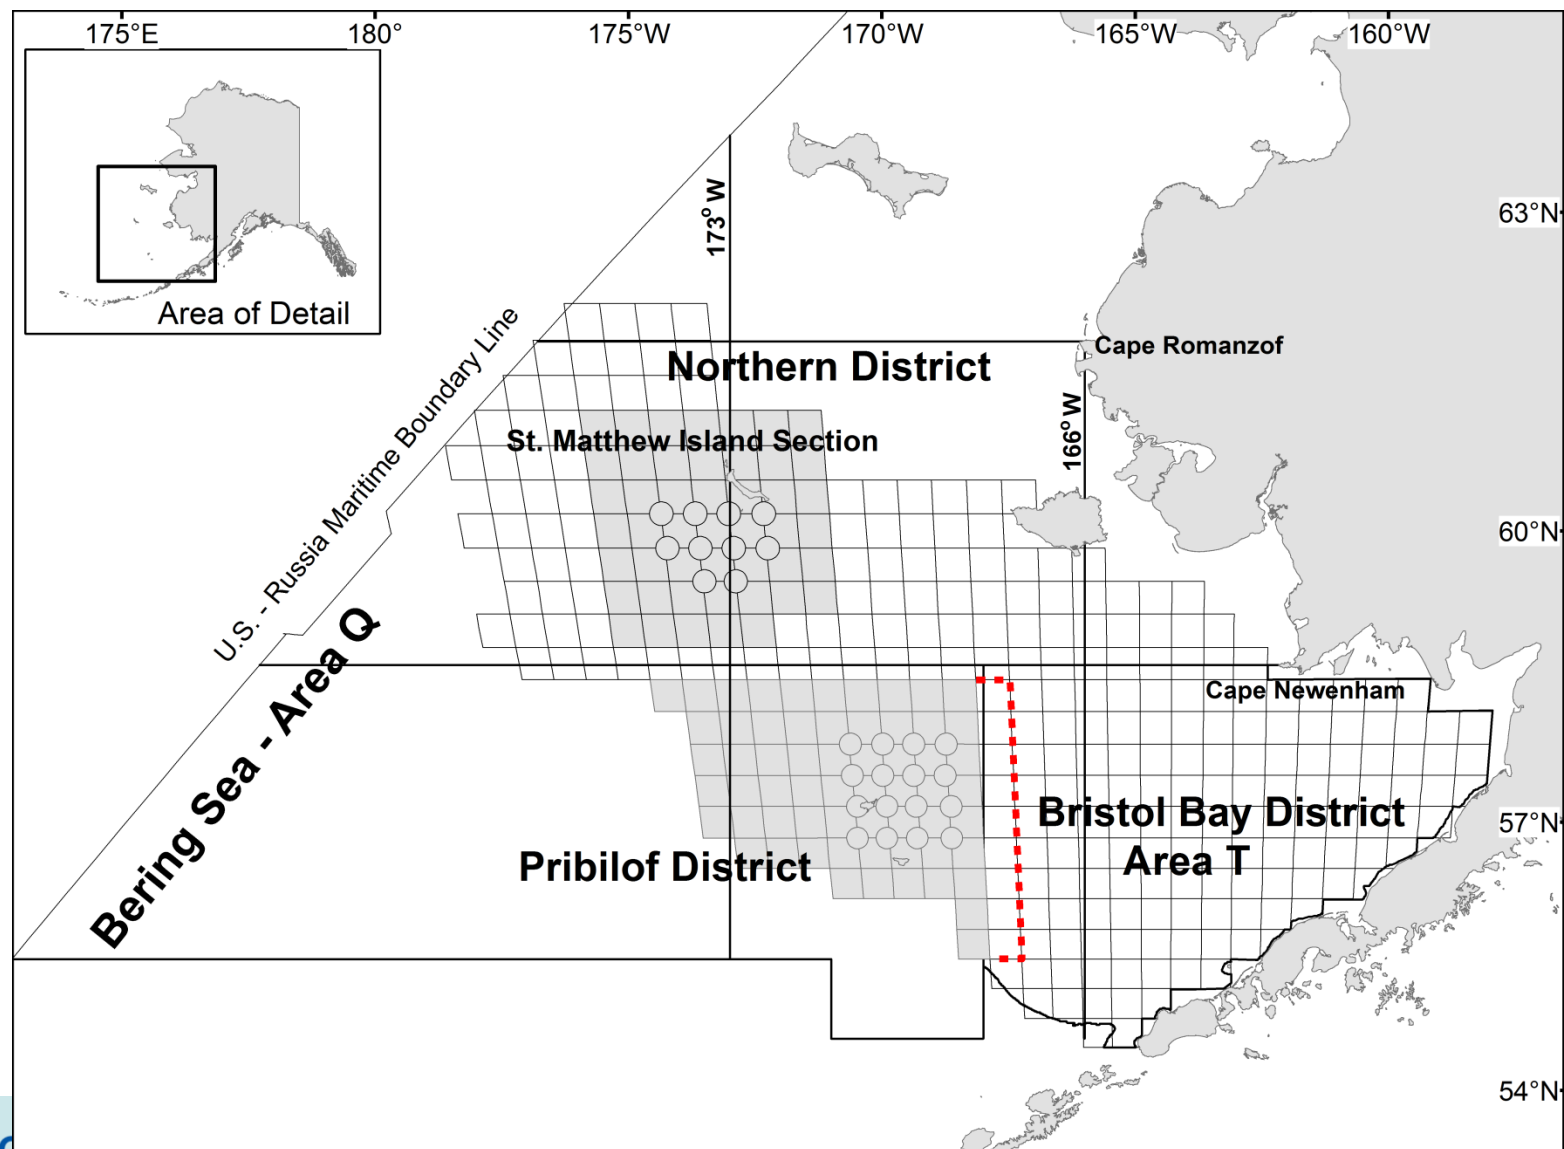 175°E
180°
175°W
170°W
165°W
160°W
Area of Detail
173° W
63°N
U.S. - Russia Maritime Boundary Line
Northern District
Cape Romanzof
166° W
St. Matthew Island Section
60°N
Bering Sea - Area Q
Cape Newenham
Bristol Bay District
Area T
57°N
Pribilof District
54°N